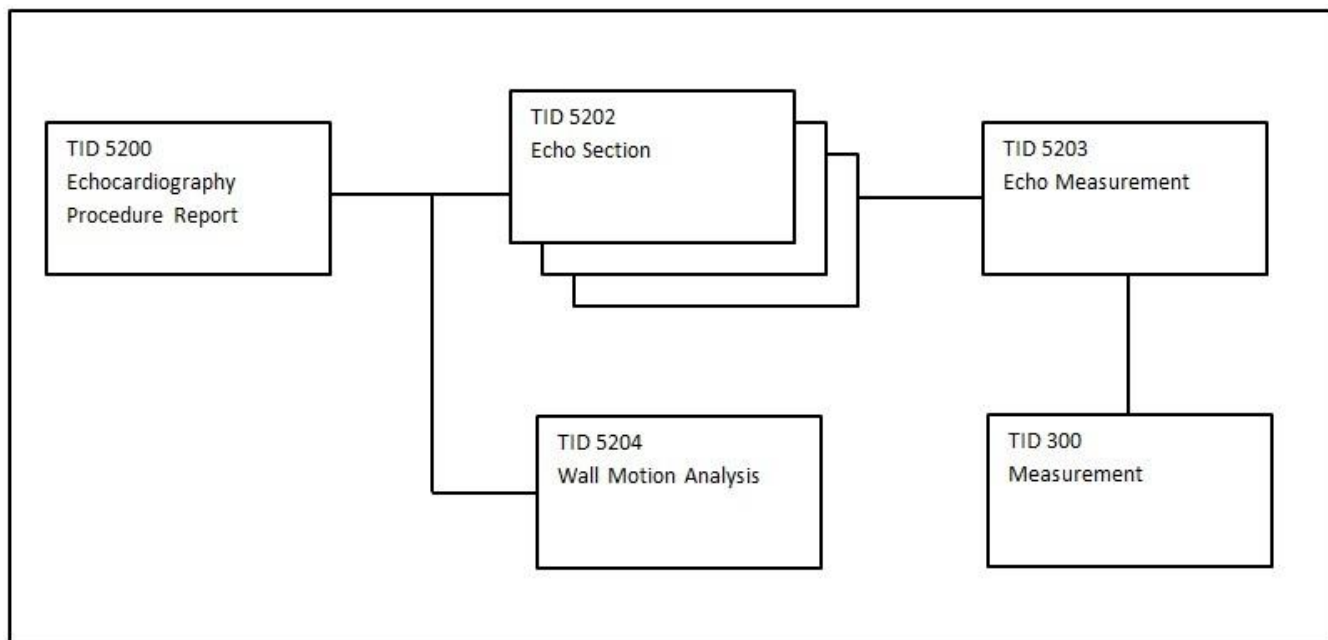 TID 5200
Echocardiography
Procedure Report
TID 5202
Echo Section
TID 5203
Echo Measurement
TID 5204
Wall Motion Analysis
TID 300
Measurement